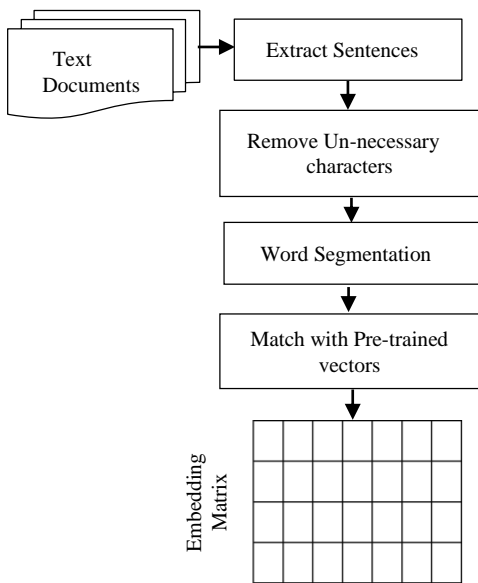 Text
Documents
Extract Sentences
Remove Un-necessary
characters
Word Segmentation
Match with Pre-trained
vectors
Embedding
Matrix